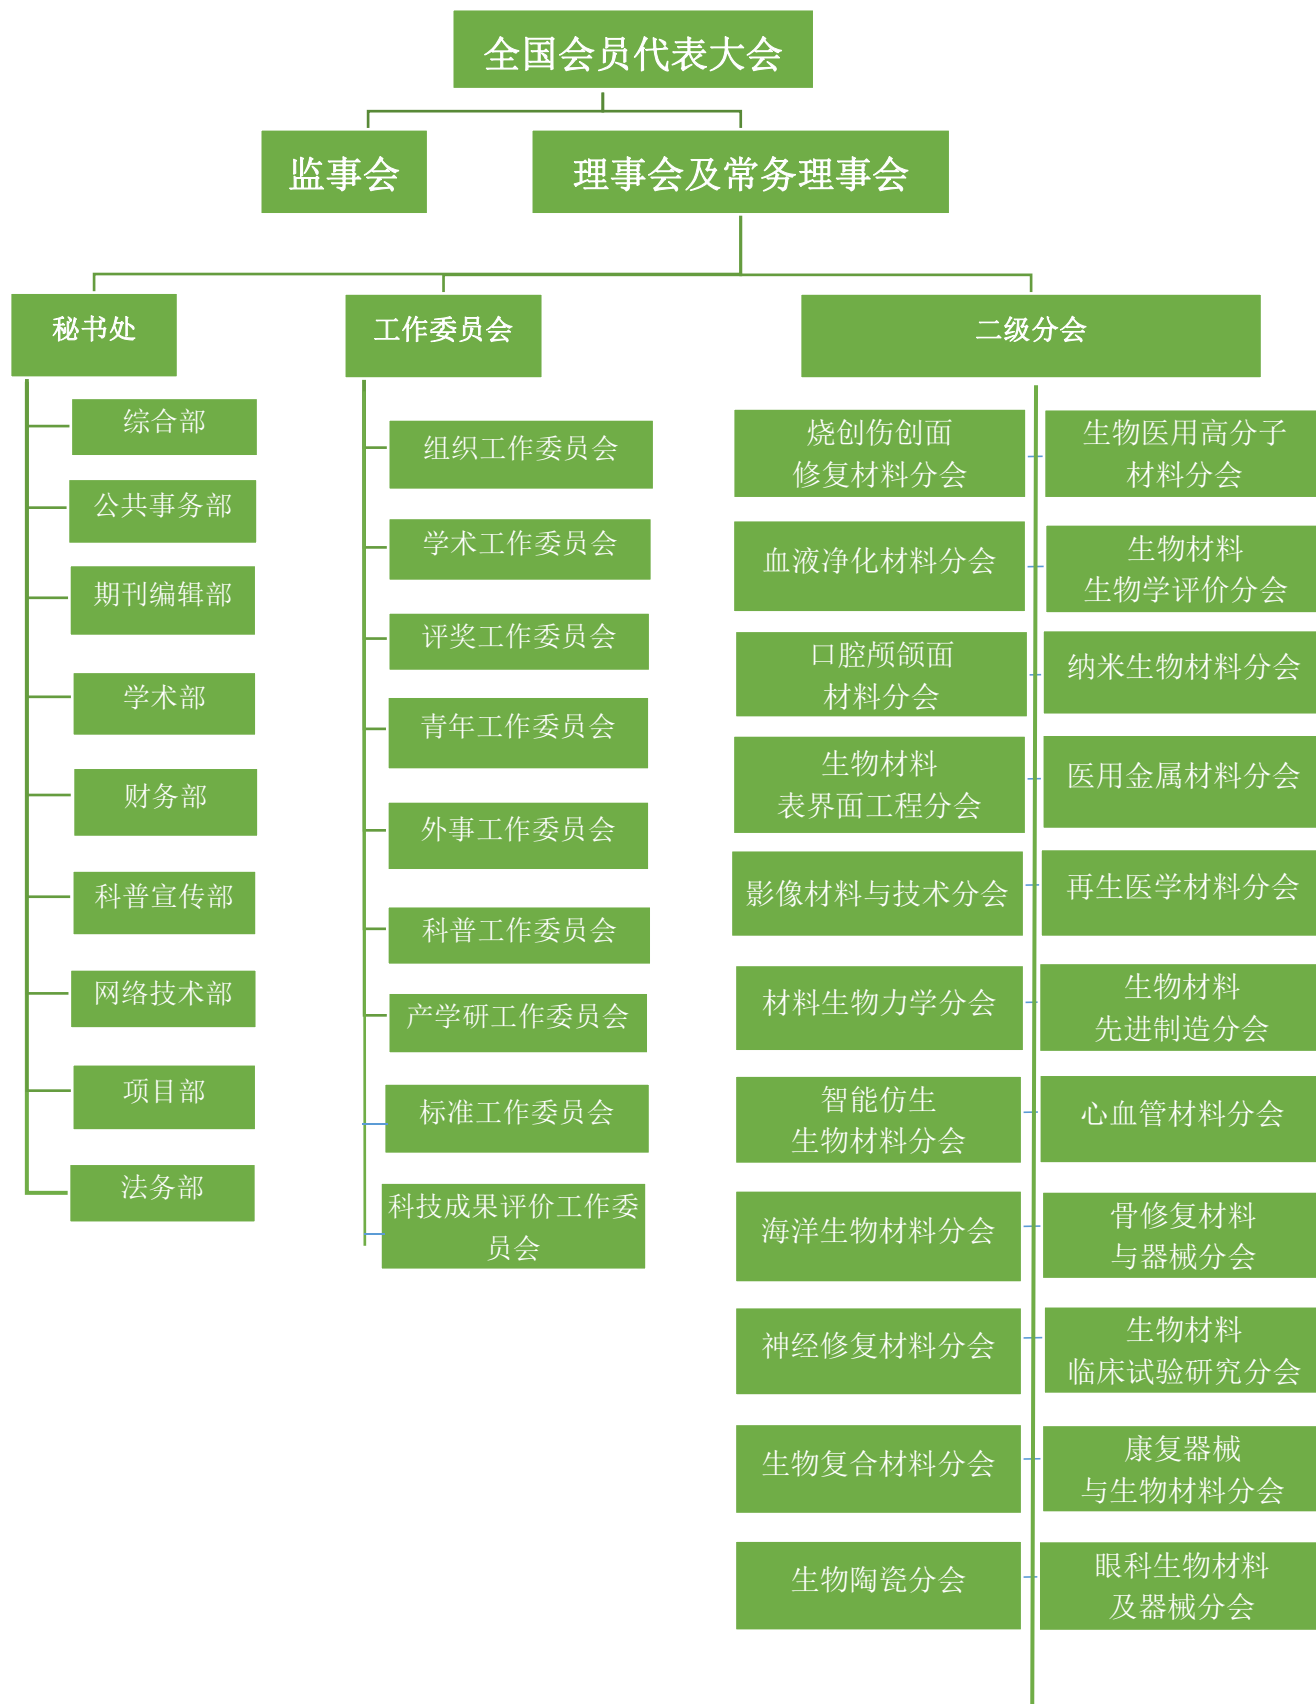 全国会员代表大会
监事会
理事会及常务理事会
秘书处
工作委员会
二级分会
综合部
公共事务部
期刊编辑部
学术部
财务部
科普宣传部
网络技术部
项目部
法务部
组织工作委员会
学术工作委员会
评奖工作委员会
青年工作委员会
外事工作委员会
科普工作委员会
产学研工作委员会
标准工作委员会
科技成果评价工作委
员会
烧创伤创面
修复材料分会
血液净化材料分会
口腔颅颌面
材料分会
生物材料
表界面工程分会
影像材料与技术分会
材料生物力学分会
智能仿生
生物材料分会
海洋生物材料分会
神经修复材料分会
生物复合材料分会
生物陶瓷分会
生物医用高分子
材料分会
生物材料
生物学评价分会
纳米生物材料分会
医用金属材料分会
再生医学材料分会
生物材料
先进制造分会
心血管材料分会
骨修复材料
与器械分会
生物材料
临床试验研究分会
康复器械
与生物材料分会
眼科生物材料
及器械分会